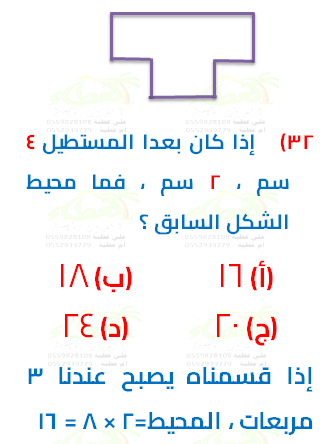 ٣٢) إذا كان بعدا المستطيل ٤
سم ، ٢ سم ، فما محيط
الشكل السابق ؟
(أ) ١٦ (ب) ١٨
(ج) ٢٠ (د) ٢٤
إذا قسمناه يصبح عندنا ٣
مربعات ، المحيط=٢ × ٨ = ١٦